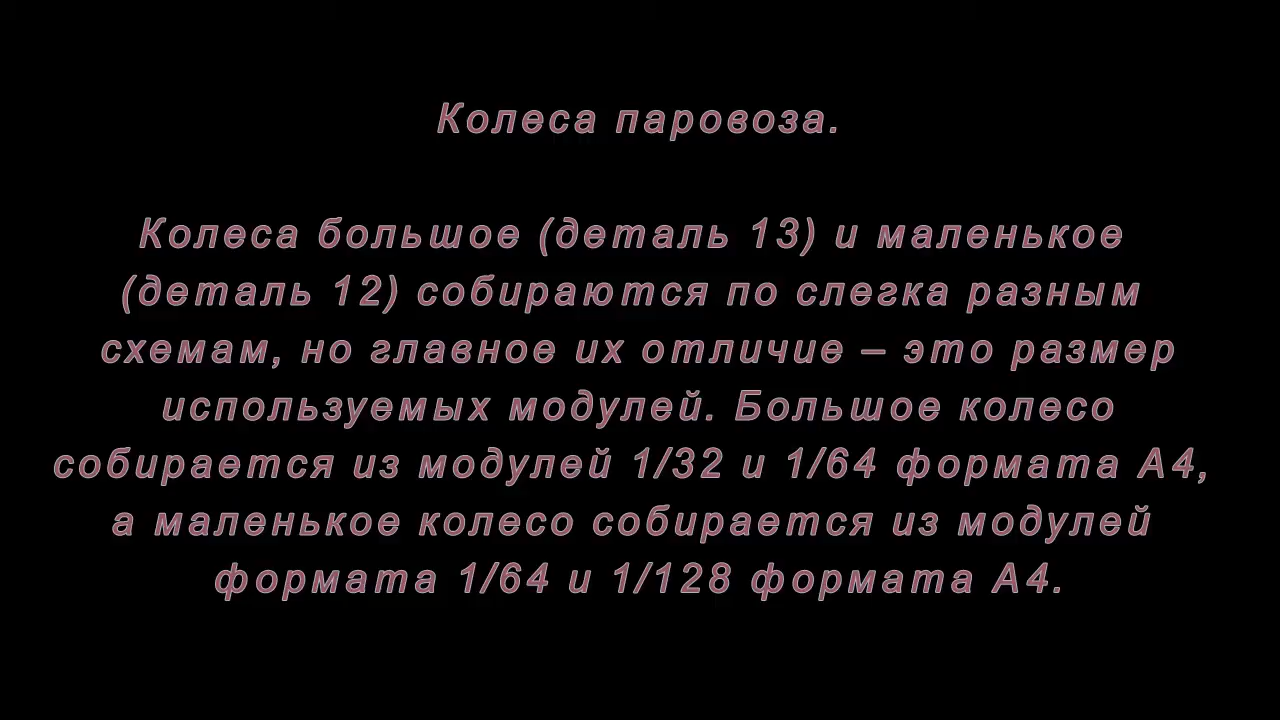 Колеса паровоза.
Колеса большое (деталь 13) и маленькое
(деталь 12) собираются по слегка разным
схемам, но главное их отличие – это размер
используемых модулей. Большое колесо
собирается из модулей 1/32 и 1/64 формата А4,
а маленькое колесо собирается из модулей
формата 1/64 и 1/128 формата А4.